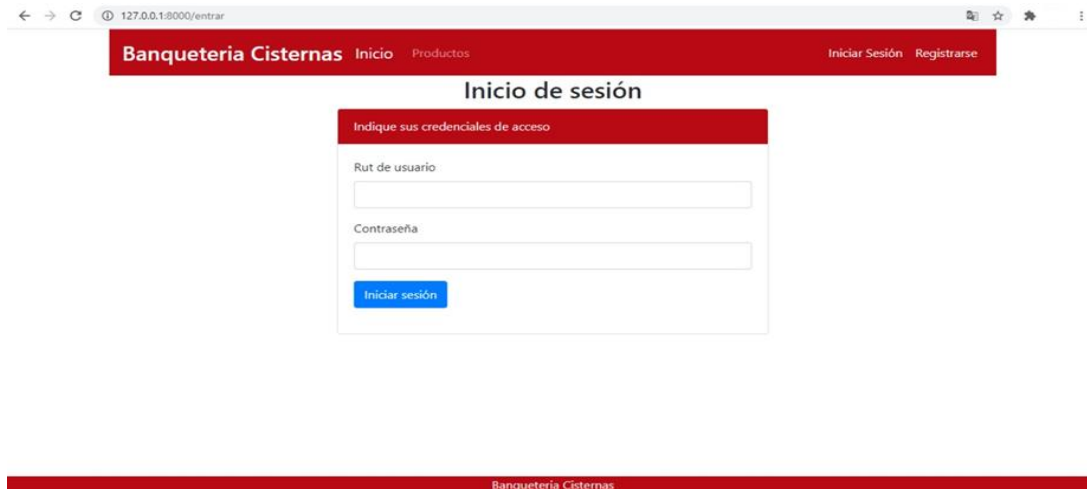 127.0.0.1:8000/entrar
Banqueteria Cisternas Inicio Productos Iniciar Sesión Registrarse
Inicio de sesión
Indique sus credenciales de acceso
Rut de usuario
Contraseña
Iniciar sesión
Banqueteria Cisternas